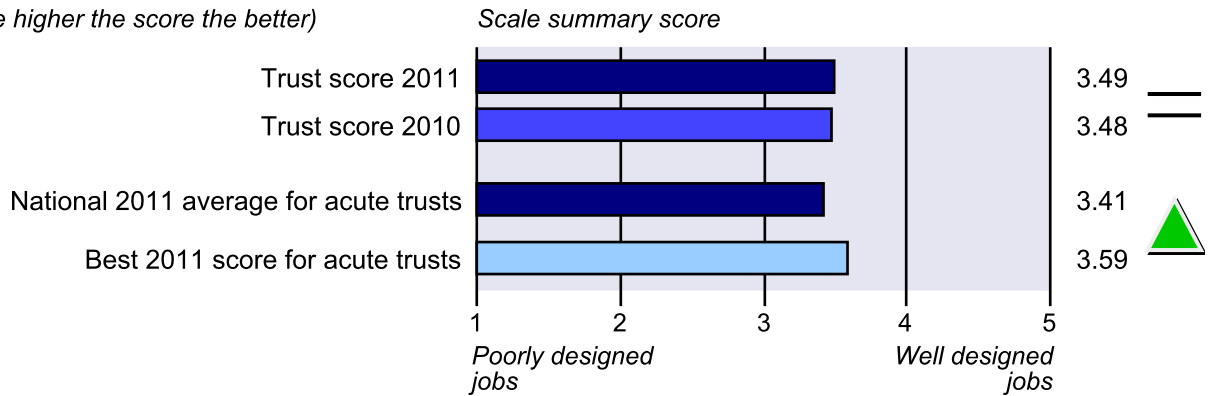 e higher the score the better)
Scale summary score
Trust score 2011 3.49
Trust score 2010 3.48
National 2011 average for acute trusts 3.41
Best 2011 score for acute trusts 3.59
1 2 3 4 5
Poorly designed jobs
Well designed jobs